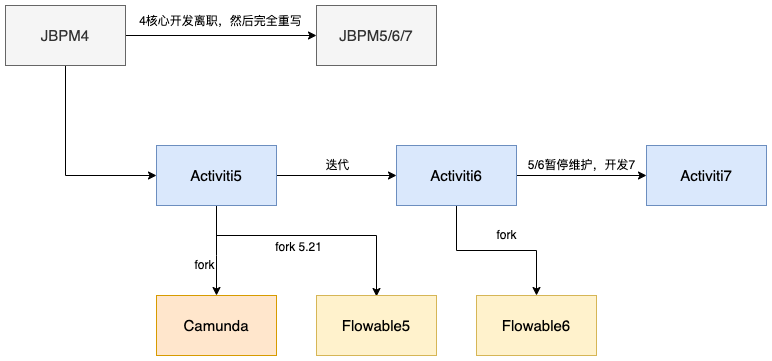 JBPM4
4核心开发离职，然后完全重写
JBPM5/6/7
Activiti5
迭代
Activiti6
5/6暂停维护，开发7
Activiti7
fork 5.21
fork
fork
Camunda
Flowable5
Flowable6